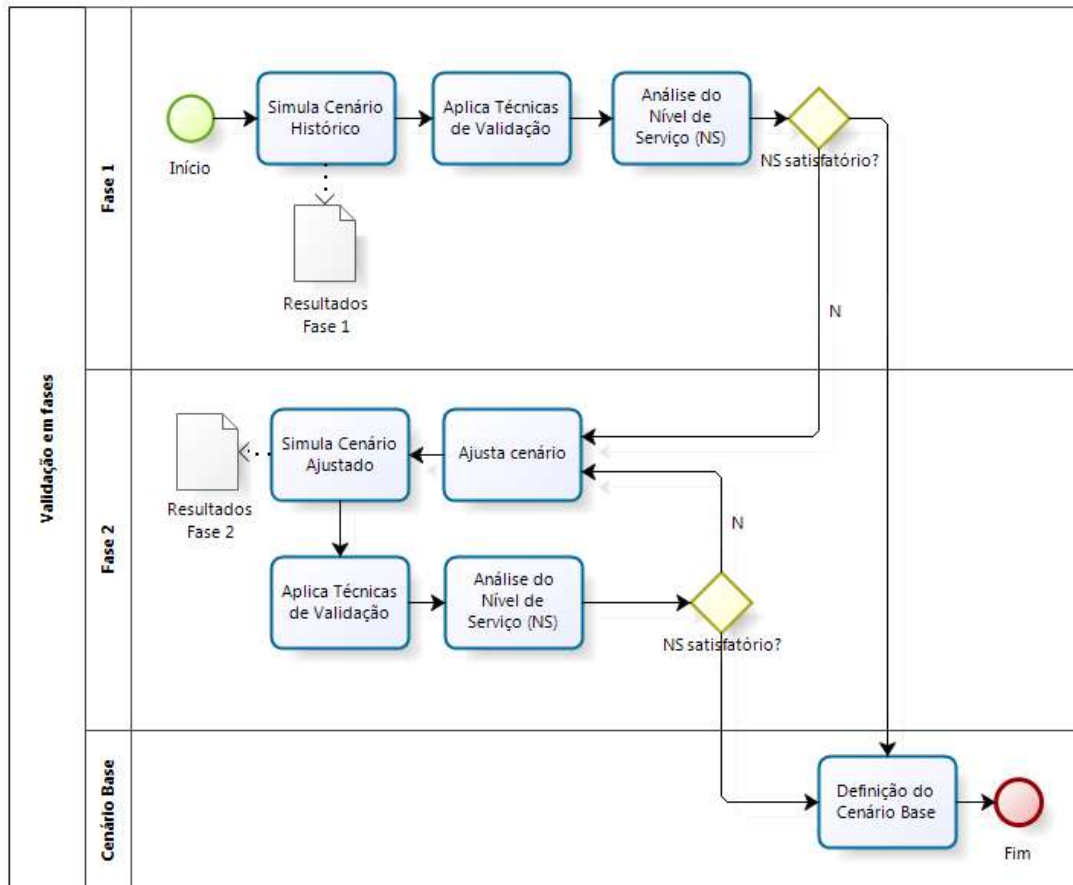 Validação em fases
Fase 1
Início
Simula Cenário
Histórico
Aplica Técnicas
de Validação
Análise do
Nível de
Serviço (NS)
NS satisfatório?
Resultados
Fase 1
N
Fase 2
Resultados
Fase 2
Simula Cenário
Ajustado
Ajusta cenário
N
Aplica Técnicas
de Validação
Análise do
Nível de
Serviço (NS)
NS satisfatório?
Cenário Base
Definição do
Cenário Base
Fim